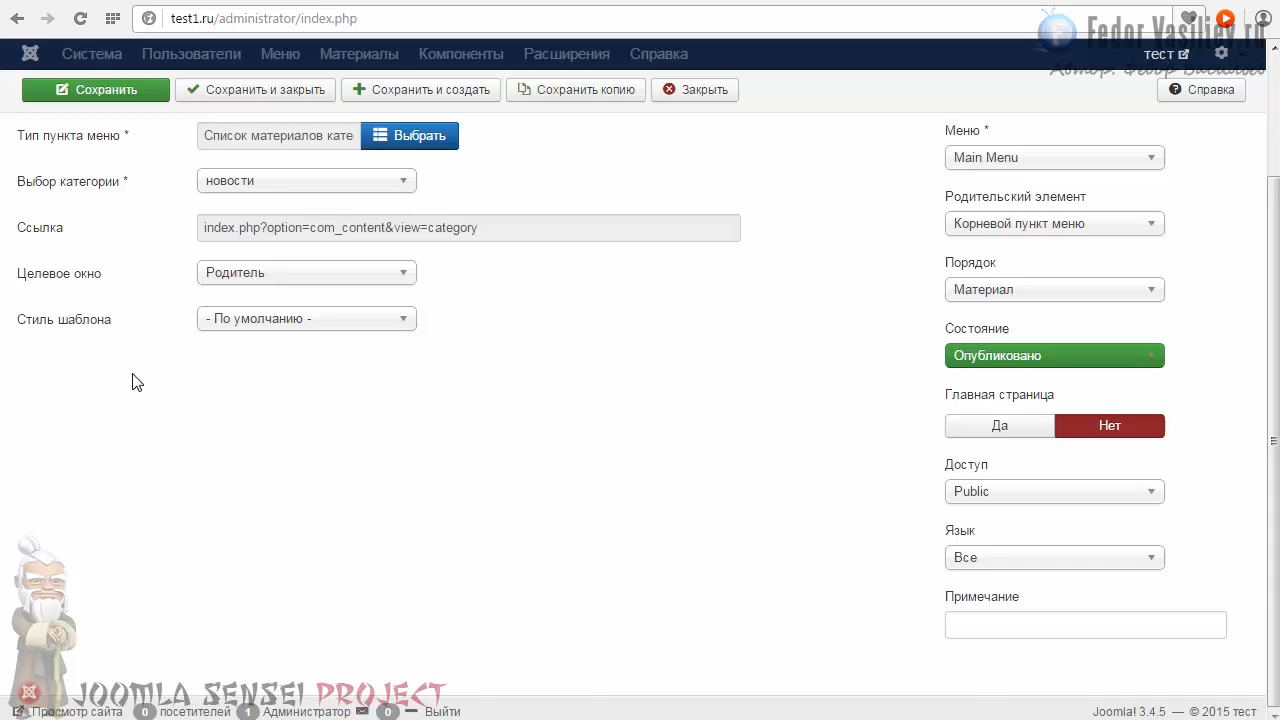 test1.ru/administrator/index.php
Fedor Vasiliev.ru
Система Пользователи Меню Материалы Компоненты Расширения Справка тест
Автор: Федор Васильев
Сохранить Сохранить и закрыть Сохранить и создать Сохранить копию Закрыть Справка
Тип пункта меню * Список материалов кате Выбрать
Меню *
Main Menu
Выбор категории * новости
Родительский элемент
Корневой пункт меню
Ссылка index.php?option=com_content&view=category
Порядок
Целевое окно Родитель
Материал
Стиль шаблона - По умолчанию -
Состояние
Опубликовано
Главная страница
Да Нет
Доступ
Public
Язык
Все
Примечание
JOOMLA SENSEI PROJECT
Просмотр сайта 0 посетителей 1 Администратор 0 Выйти Joomla! 3.4.5 — © 2015 тест